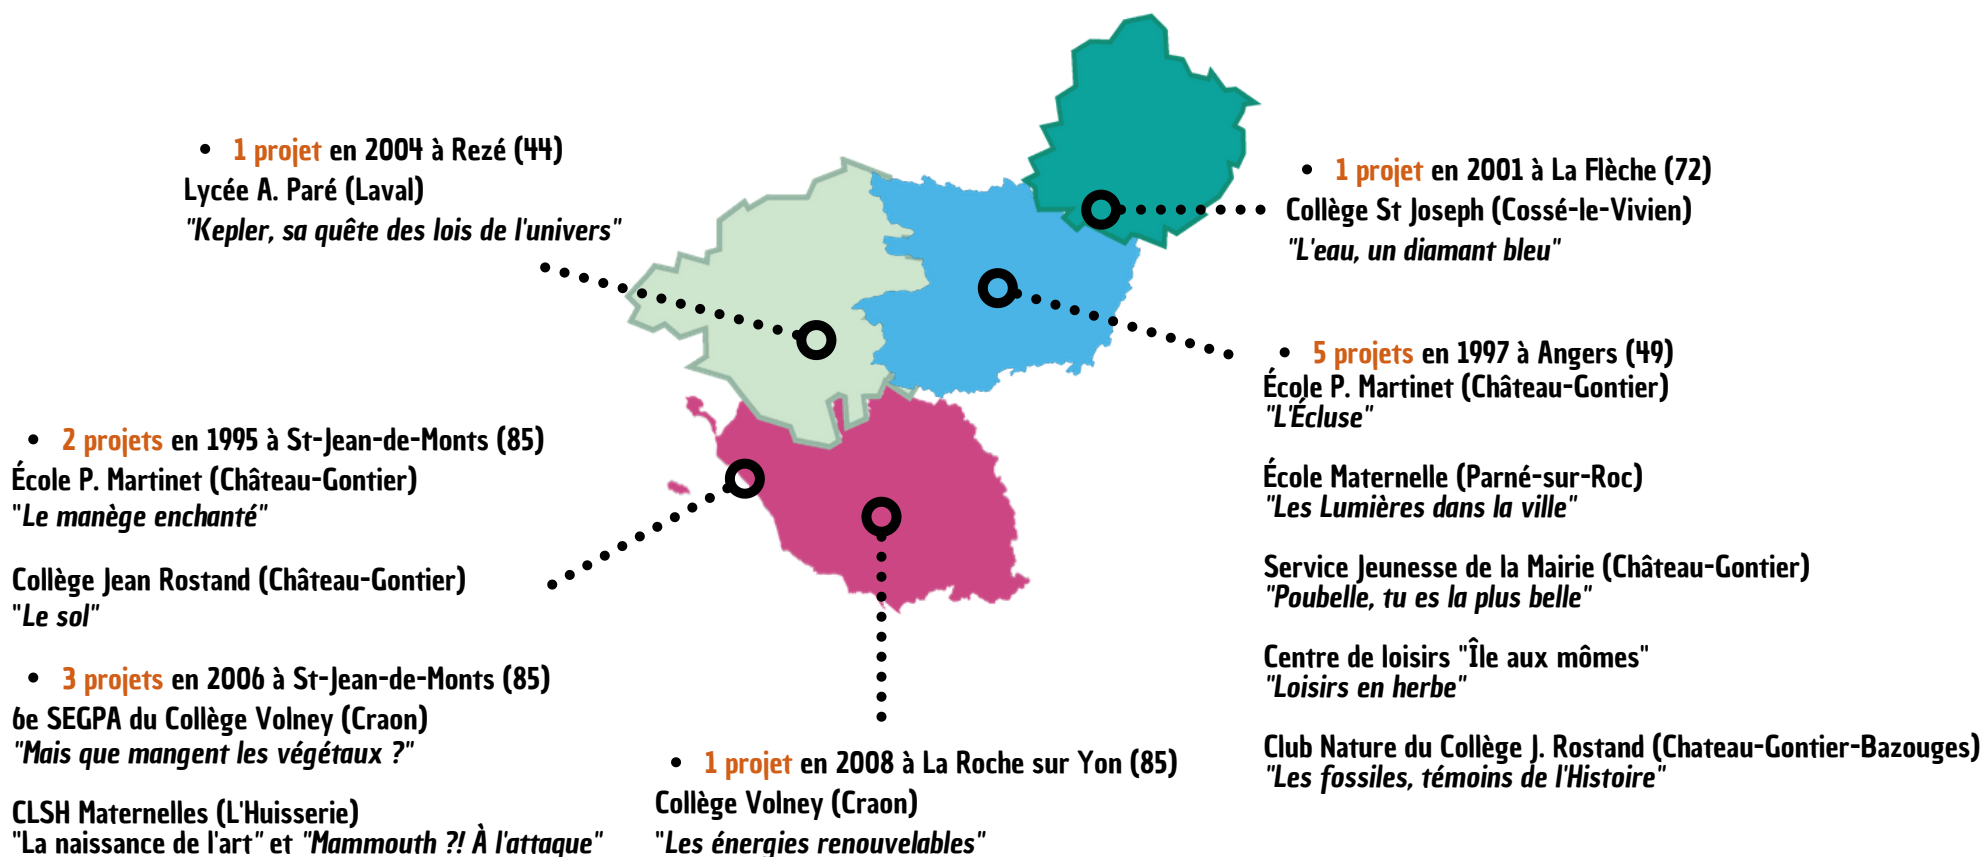 • 1 projet en 2004 à Rezé (44)
Lycée A. Paré (Laval)
"Kepler, sa quête des lois de l'univers"
• 1 projet en 2001 à La Flèche (72)
Collège St Joseph (Cossé-le-Vivien)
"L'eau, un diamant bleu"
• 5 projets en 1997 à Angers (49)
École P. Martinet (Château-Gontier)
"L'Écluse"
École Maternelle (Parné-sur-Roc)
"Les Lumières dans la ville"
Service Jeunesse de la Mairie (Château-Gontier)
"Poubelle, tu es la plus belle"
Centre de loisirs "Île aux mômes"
"Loisirs en herbe"
Club Nature du Collège J. Rostand (Chateau-Gontier-Bazouges)
"Les fossiles, témoins de l'Histoire"
• 2 projets en 1995 à St-Jean-de-Monts (85)
École P. Martinet (Château-Gontier)
"Le manège enchanté"
Collège Jean Rostand (Château-Gontier)
"Le sol"
• 3 projets en 2006 à St-Jean-de-Monts (85)
6e SEGPA du Collège Volney (Craon)
"Mais que mangent les végétaux ?"
CLSH Maternelles (L'Huisserie)
"La naissance de l'art" et "Mammouth ?! À l'attaque"
• 1 projet en 2008 à La Roche sur Yon (85)
Collège Volney (Craon)
"Les énergies renouvelables"